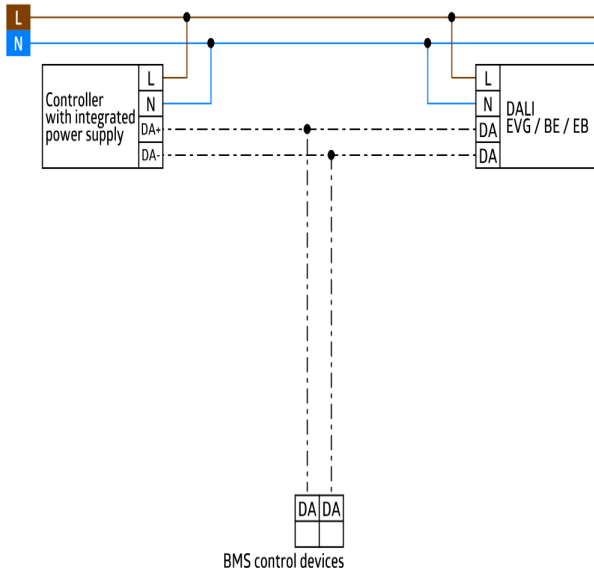 L
N
Controller
with integrated
power supply
L
N
DA+
DA-
L
N
DA
DA
DALI
EVG / BE / EB
DA DA
BMS control devices